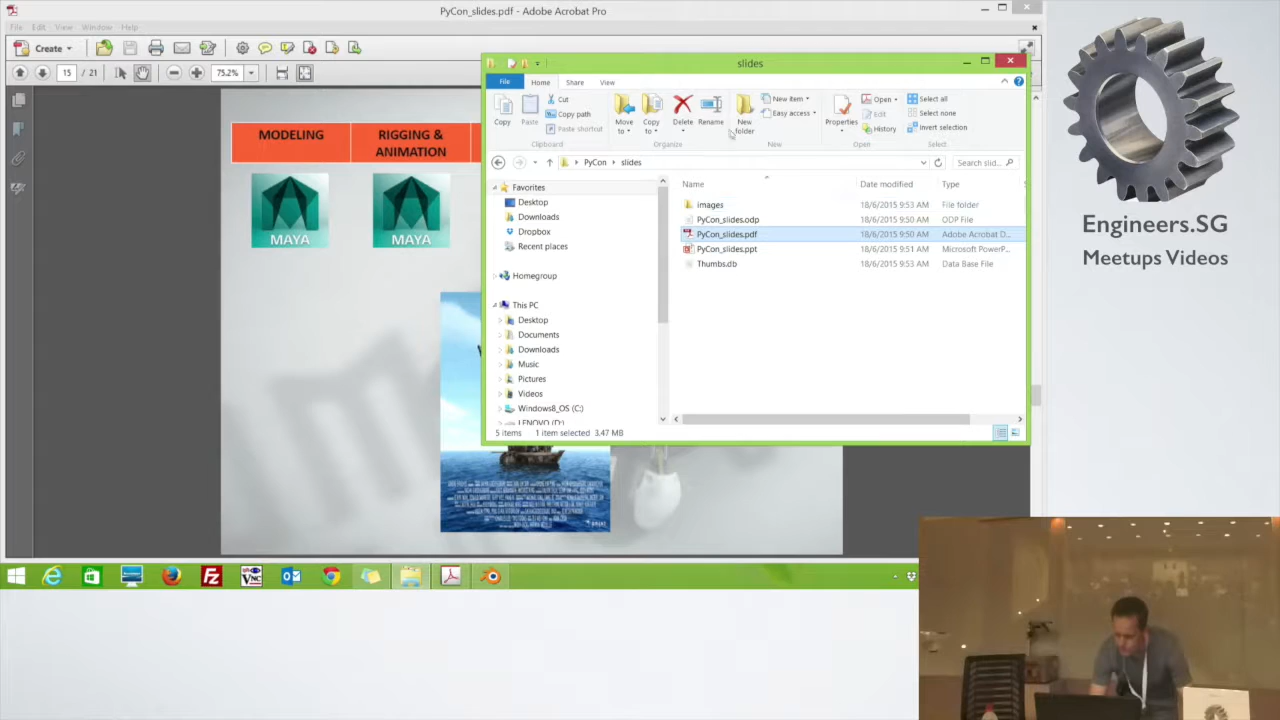 PyCon_slides.pdf - Adobe Acrobat Pro
File Edit View Window Help
Create
15 / 21
75.2%
MODELING
RIGGING &
ANIMATION
MAYA
MAYA
slides
File Home Share View
Copy
Paste
Cut
Copy path
Paste shortcut
Clipboard
Move
to
Copy
to
Delete
Rename
Organize
New
folder
New item
Easy access
New
Properties
Open
Edit
History
Open
Select all
Select none
Invert selection
Select
PyCon slides
Search slid...
Favorites
Desktop
Downloads
Dropbox
Recent places
Homegroup
This PC
Desktop
Documents
Downloads
Music
Pictures
Videos
Windows8_OS (C:)
LENOVO (D:)
Name Date modified Type
images 18/6/2015 9:53 AM File folder
PyCon_slides.odp 18/6/2015 9:50 AM ODP File
PyCon_slides.pdf 18/6/2015 9:50 AM Adobe Acrobat D...
PyCon_slides.ppt 18/6/2015 9:51 AM Microsoft PowerP...
Thumbs.db 18/6/2015 9:53 AM Data Base File
5 items 1 item selected 3.47 MB
Engineers.SG
Meetups Videos